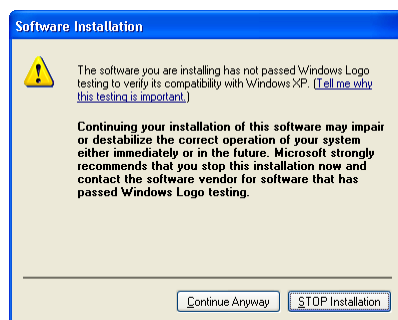 Software Installation
The software you are installing has not passed Windows Logo
testing to verify its compatibility with Windows XP. (Tell me why
this testing is important.)
Continuing your installation of this software may impair
or destabilize the correct operation of your system
either immediately or in the future. Microsoft strongly
recommends that you stop this installation now and
contact the software vendor for software that has
passed Windows Logo testing.
Continue Anyway STOP Installation